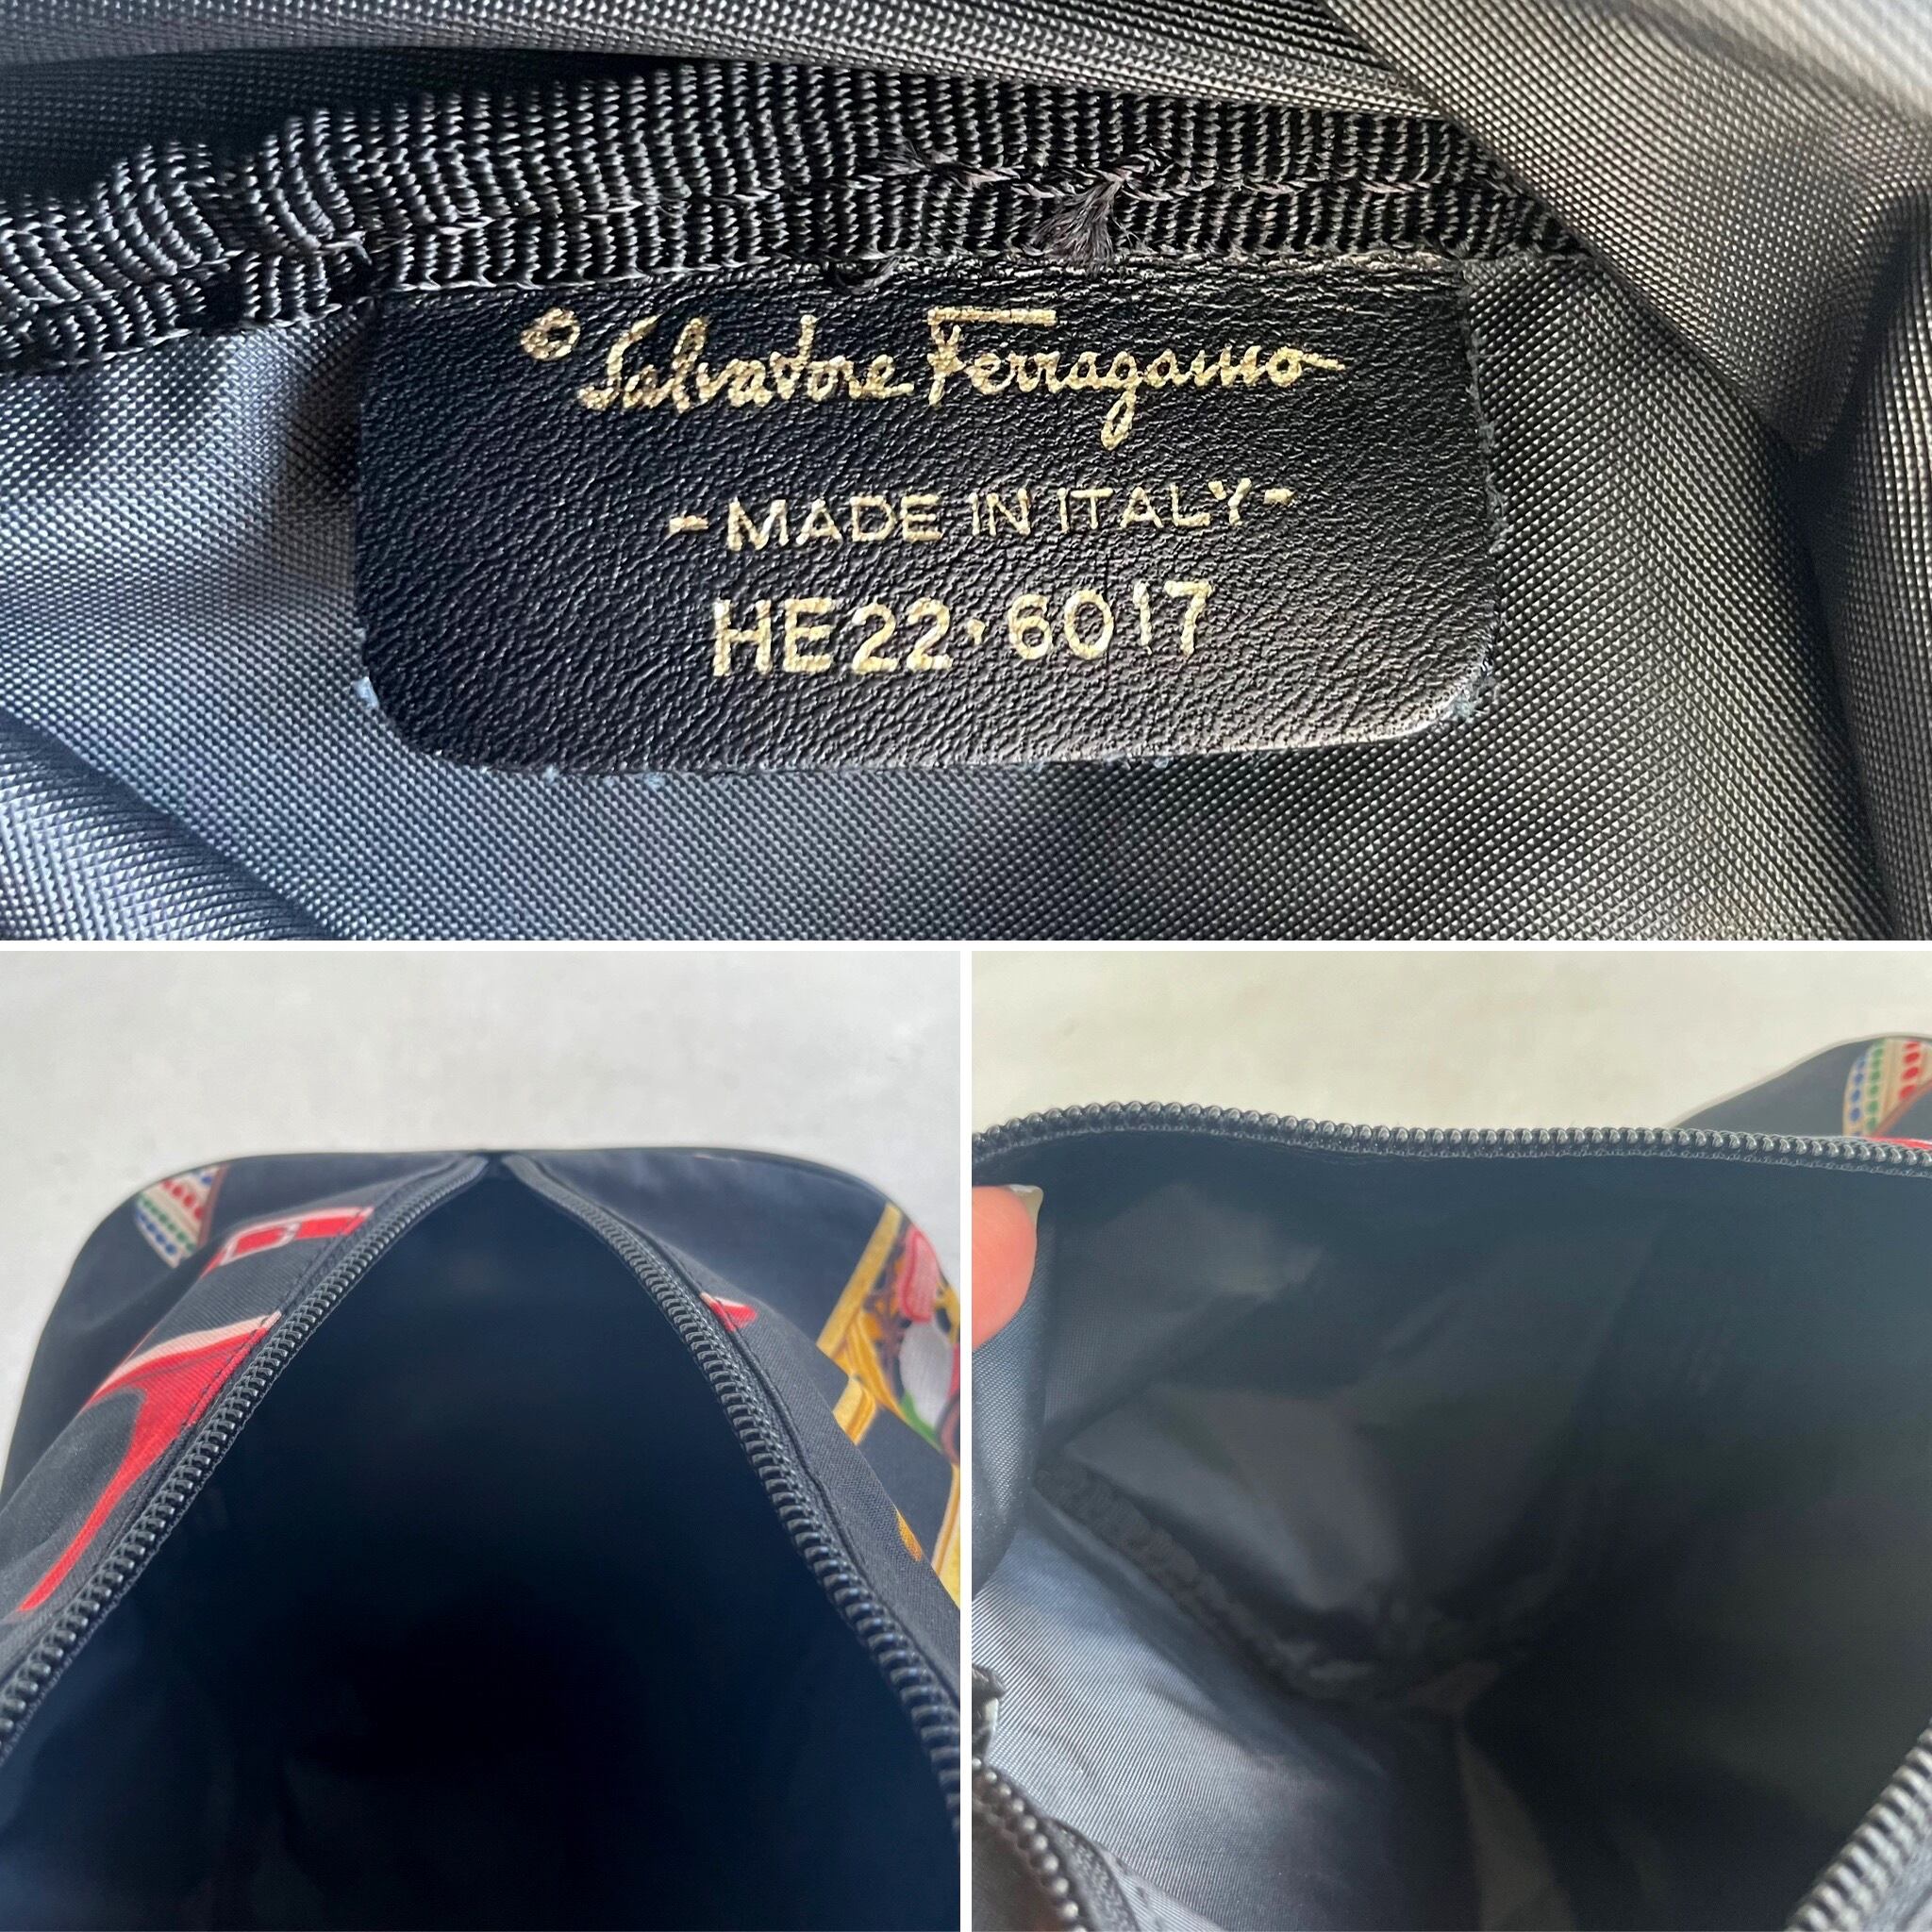 © Salvatore Ferragamo
-MADE IN ITALY-
HE22·6017